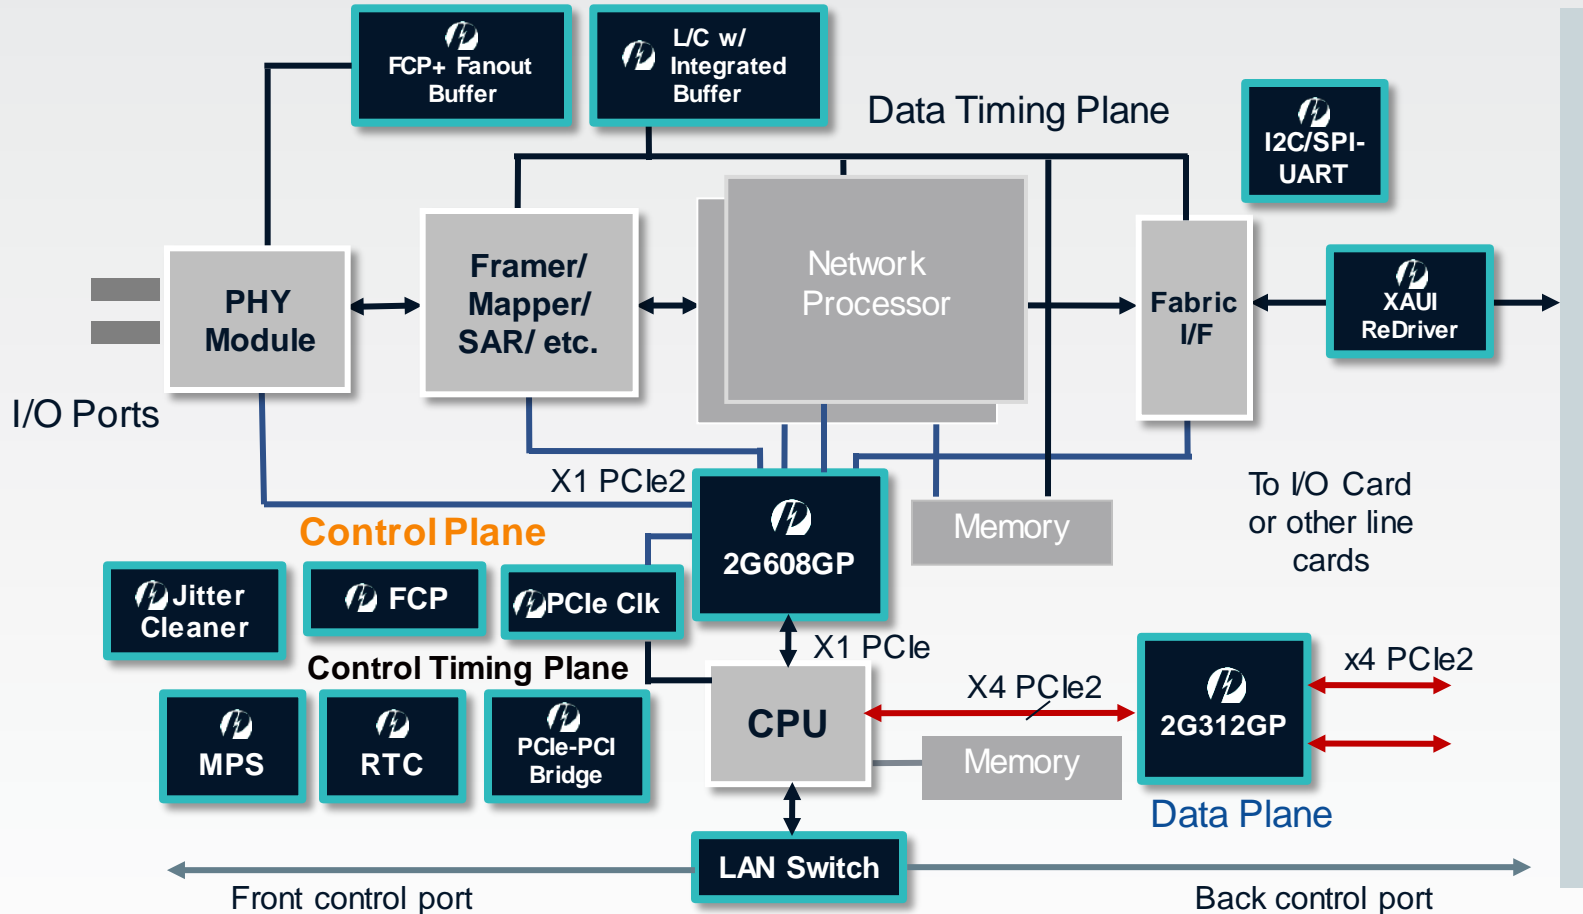 FCP+ Fanout
Buffer
L/C w/
Integrated
Buffer
Data Timing Plane
I2C/SPI-
UART
PHY
Module
Framer/
Mapper/
SAR/ etc.
Network
Processor
Fabric
I/F
XAUI
ReDriver
I/O Ports
X1 PCIe2
Control Plane
2G608GP
Memory
To I/O Card
or other line
cards
Jitter
Cleaner
FCP
PCIe Clk
Control Timing Plane
X1 PCIe
X4 PCIe2
x4 PCIe2
MPS
RTC
PCIe-PCI
Bridge
CPU
Memory
2G312GP
Data Plane
LAN Switch
Front control port
Back control port